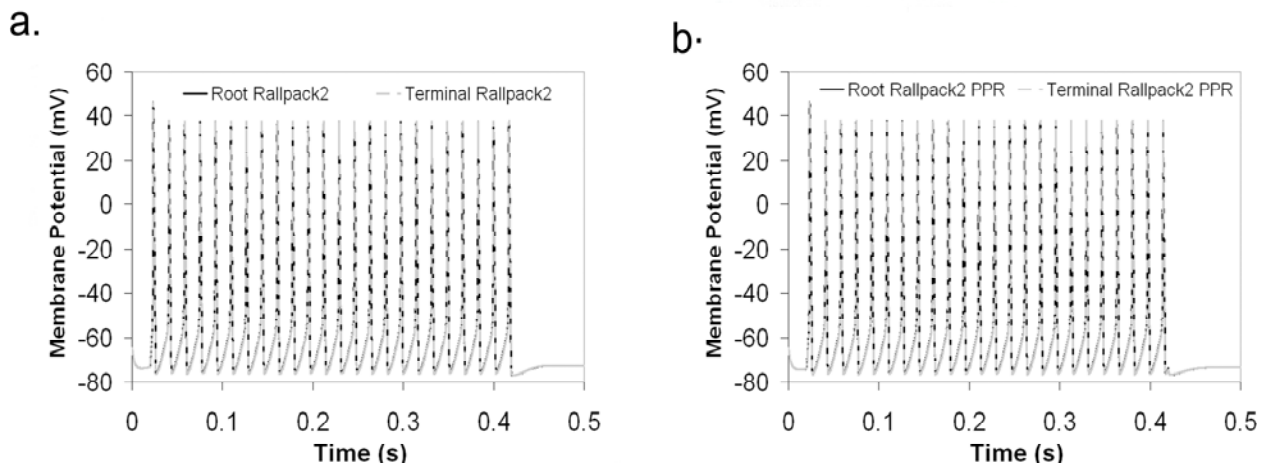 a.
60
40
20
0
-20
-40
-60
-80
Membrane Potential (mV)
Root Rallpack2
Terminal Rallpack2
0 0.1 0.2 0.3 0.4 0.5
Time (s)
b.
60
40
20
0
-20
-40
-60
-80
Membrane Potential (mV)
Root Rallpack2 PPR
Terminal Rallpack2 PPR
0 0.1 0.2 0.3 0.4 0.5
Time (s)